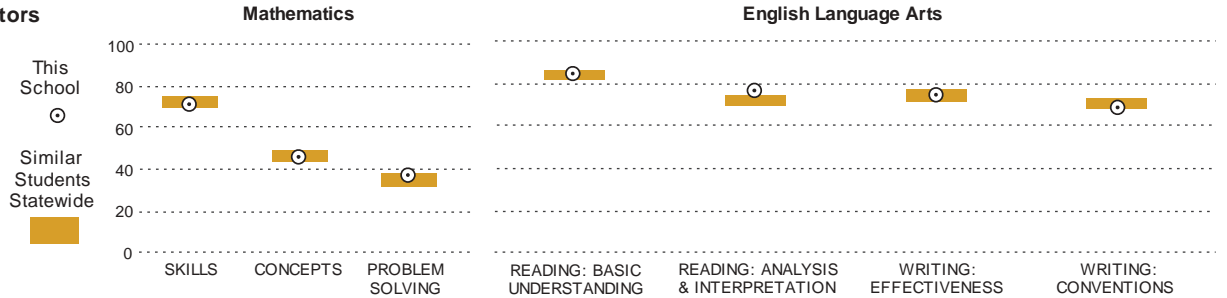 tors
Mathematics
English Language Arts
This
School
Similar
Students
Statewide
100
80
60
40
20
0
SKILLS
CONCEPTS
PROBLEM
SOLVING
READING: BASIC
UNDERSTANDING
READING: ANALYSIS
& INTERPRETATION
WRITING:
EFFECTIVENESS
WRITING:
CONVENTIONS